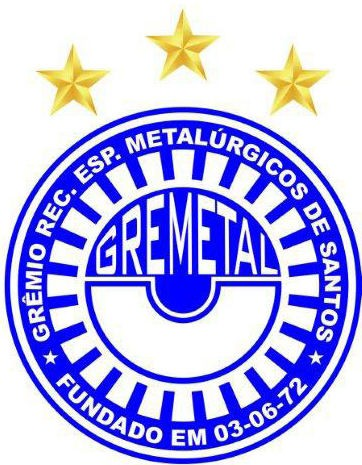 GRÊMIO REC. ESP. METALÚRGICOS DE SANTOS
GREMETAL
FUNDADO EM 03-06-72